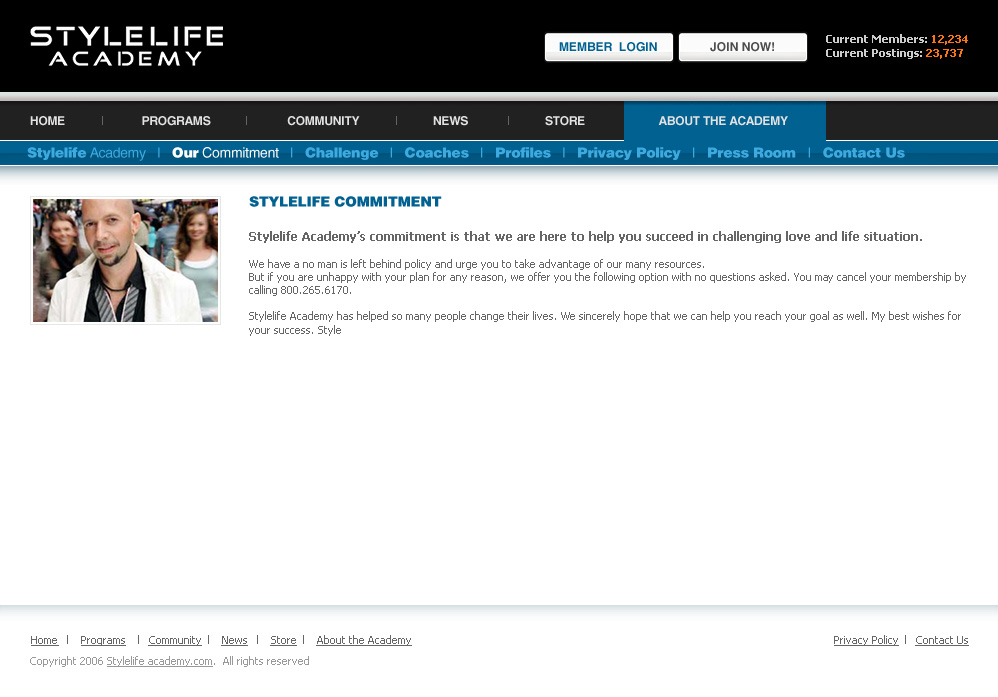 STYLELIFE
ACADEMY
MEMBER LOGIN
JOIN NOW!
Current Members: 12,234
Current Postings: 23,737
HOME | PROGRAMS | COMMUNITY | NEWS | STORE ABOUT THE ACADEMY
Stylelife Academy | Our Commitment | Challenge | Coaches | Profiles | Privacy Policy | Press Room | Contact Us
STYLELIFE COMMITMENT
Stylelife Academy's commitment is that we are here to help you succeed in challenging love and life situation.
We have a no man is left behind policy and urge you to take advantage of our many resources.
But if you are unhappy with your plan for any reason, we offer you the following option with no questions asked. You may cancel your membership by
calling 800.265.6170.
Stylelife Academy has helped so many people change their lives. We sincerely hope that we can help you reach your goal as well. My best wishes for
your success. Style
Home | Programs | Community | News | Store | About the Academy
Privacy Policy | Contact Us
Copyright 2006 Stylelife academy.com. All rights reserved